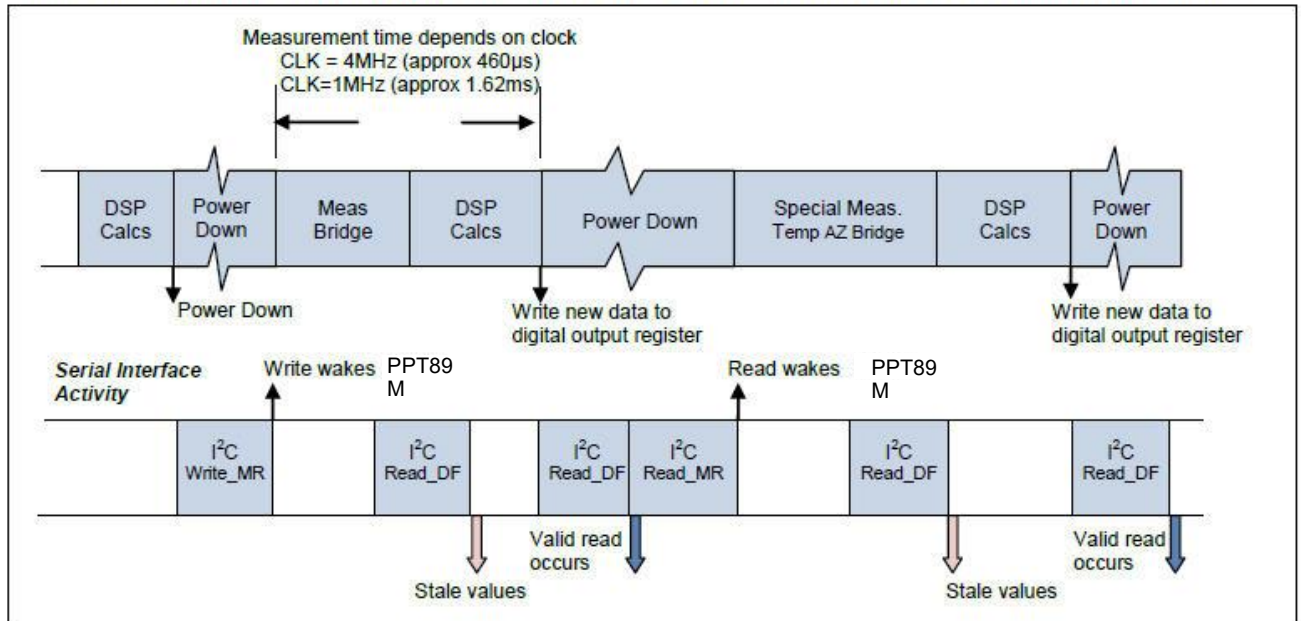 Measurement time depends on clock
CLK = 4MHz (approx 460µs)
CLK=1MHz (approx 1.62ms)
DSP
Calcs
Power
Down
Meas
Bridge
DSP
Calcs
Power Down
Special Meas.
Temp AZ Bridge
DSP
Calcs
Power
Down
Power Down
Write new data to
digital output register
Write new data to
digital output register
Serial Interface
Activity
Write wakes PPT89
M
Read wakes PPT89
M
I²C
Write_MR
I²C
Read_DF
I²C
Read_DF
I²C
Read_MR
I²C
Read_DF
I²C
Read_DF
Stale values
Valid read
occurs
Stale values
Valid read
occurs